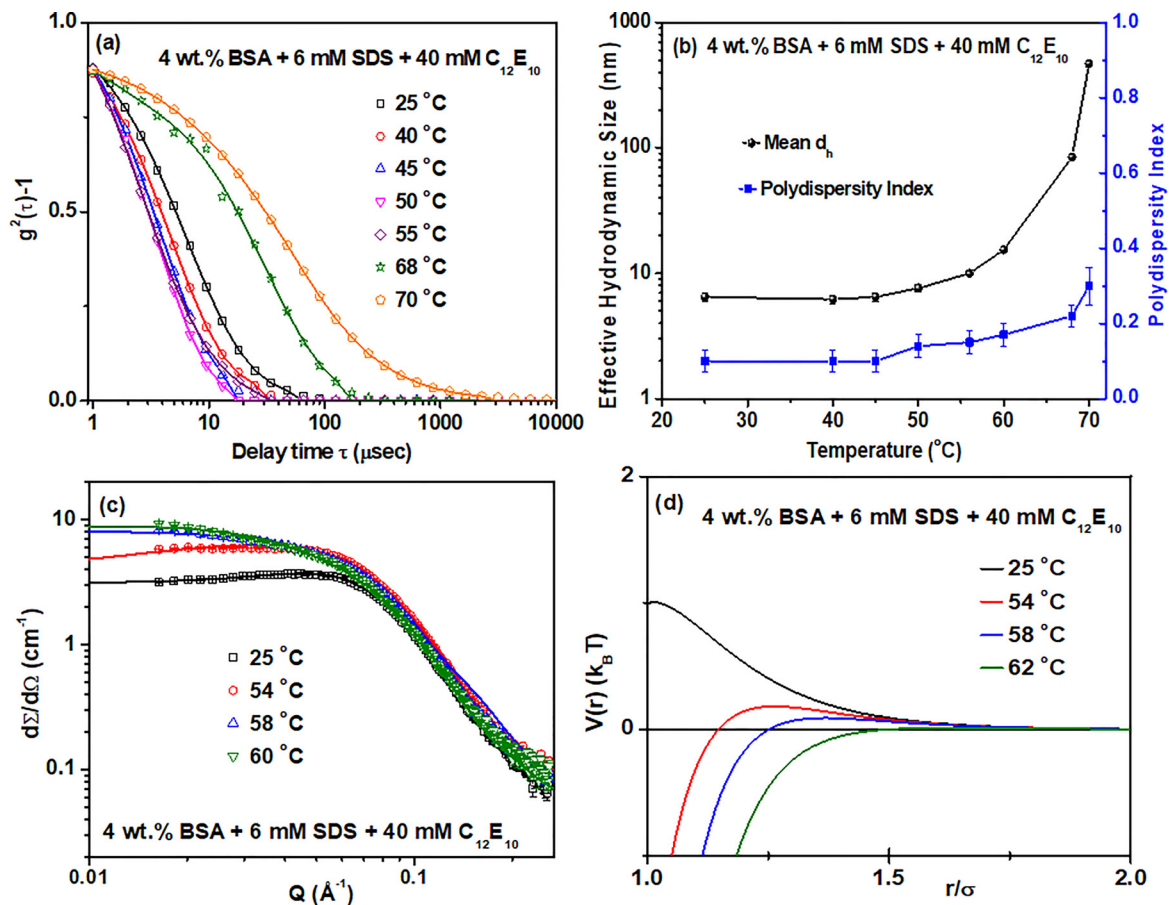 (a)
4 wt.% BSA + 6 mM SDS + 40 mM C₁₂E₁₀
25 °C
40 °C
45 °C
50 °C
55 °C
68 °C
70 °C
1.0
0.5
0.0
g²(τ)-1
1 10 100 1000 10000
Delay time τ (μsec)
(b) 4 wt.% BSA + 6 mM SDS + 40 mM C₁₂E₁₀
Mean dₕ
Polydispersity Index
1000
100
10
1
Effective Hydrodynamic Size (nm)
1.0
0.8
0.6
0.4
0.2
0.0
Polydispersity Index
20 30 40 50 60 70
Temperature (°C)
(c)
10
1
0.1
dΣ/dΩ (cm⁻¹)
25 °C
54 °C
58 °C
60 °C
4 wt.% BSA + 6 mM SDS + 40 mM C₁₂E₁₀
0.01 0.1
Q (Å⁻¹)
(d)
4 wt.% BSA + 6 mM SDS + 40 mM C₁₂E₁₀
25 °C
54 °C
58 °C
62 °C
2
0
V(r) (k_BT)
1.0 1.5 2.0
r/σ